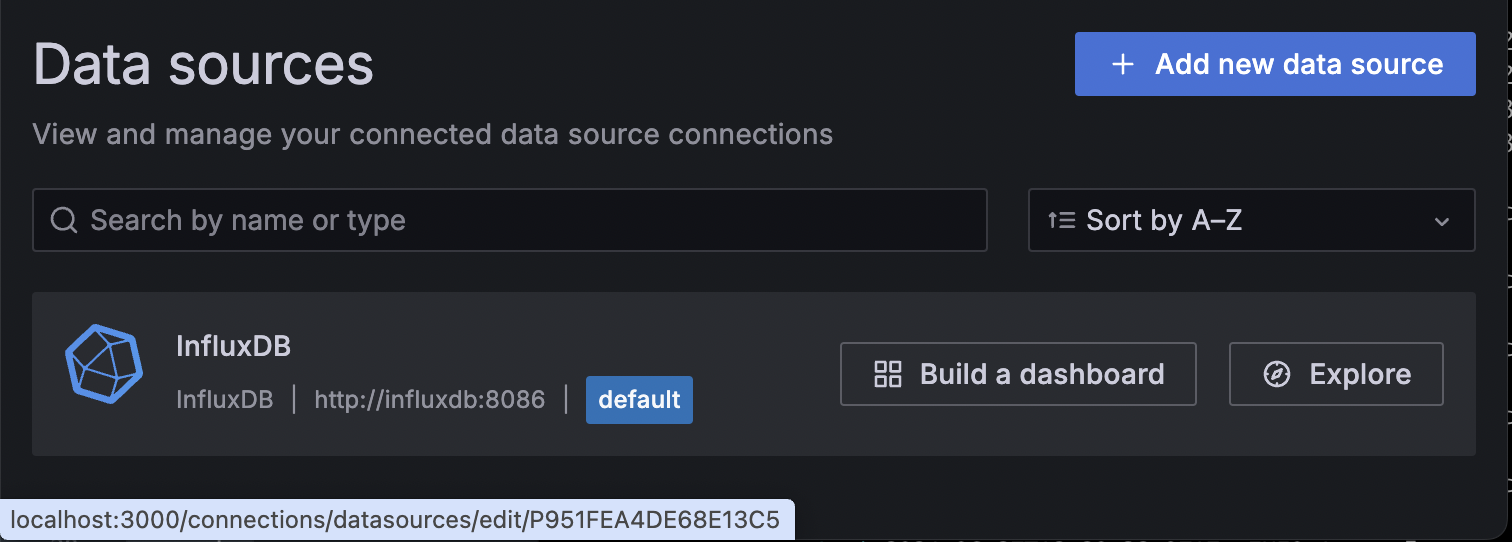 Data sources
+ Add new data source
View and manage your connected data source connections
Search by name or type
Sort by A–Z
InfluxDB
InfluxDB | http://influxdb:8086 | default
Build a dashboard
Explore
localhost:3000/connections/datasources/edit/P951FEA4DE68E13C5